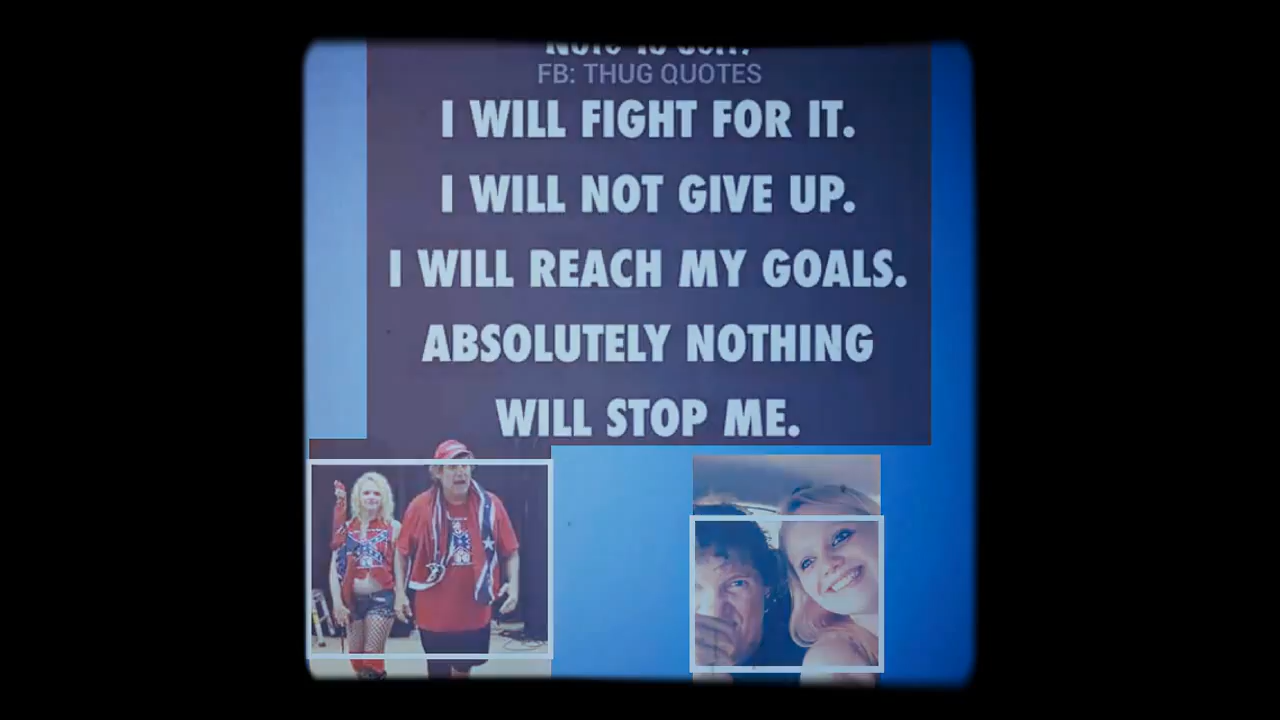 FB: THUG QUOTES
I WILL FIGHT FOR IT.
I WILL NOT GIVE UP.
I WILL REACH MY GOALS.
ABSOLUTELY NOTHING
WILL STOP ME.